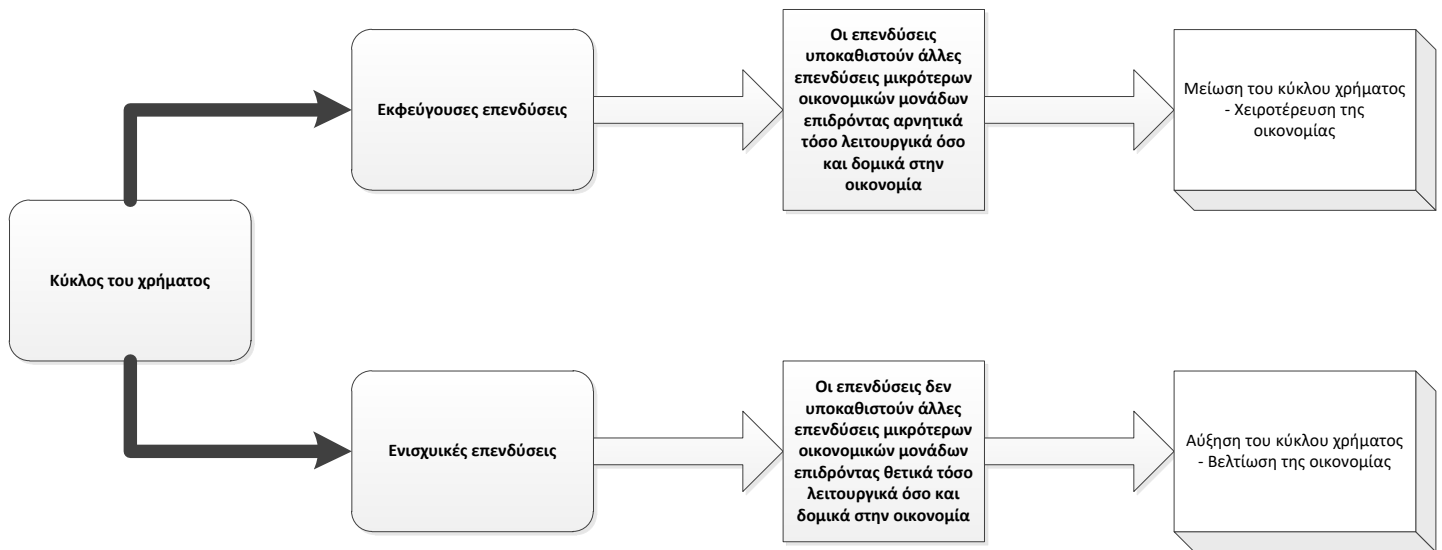 Εκφεύγουσες επενδύσεις
Οι επενδύσεις
υποκαθιστούν άλλες
επενδύσεις μικρότερων
οικονομικών μονάδων
επιδρόντας αρνητικά
τόσο λειτουργικά όσο
και δομικά στην
οικονομία
Μείωση του κύκλου χρήματος
- Χειροτέρευση της
οικονομίας
Κύκλος του χρήματος
Ενισχυικές επενδύσεις
Οι επενδύσεις δεν
υποκαθιστούν άλλες
επενδύσεις μικρότερων
οικονομικών μονάδων
επιδρόντας θετικά τόσο
λειτουργικά όσο και
δομικά στην οικονομία
Αύξηση του κύκλου χρήματος
- Βελτίωση της οικονομίας